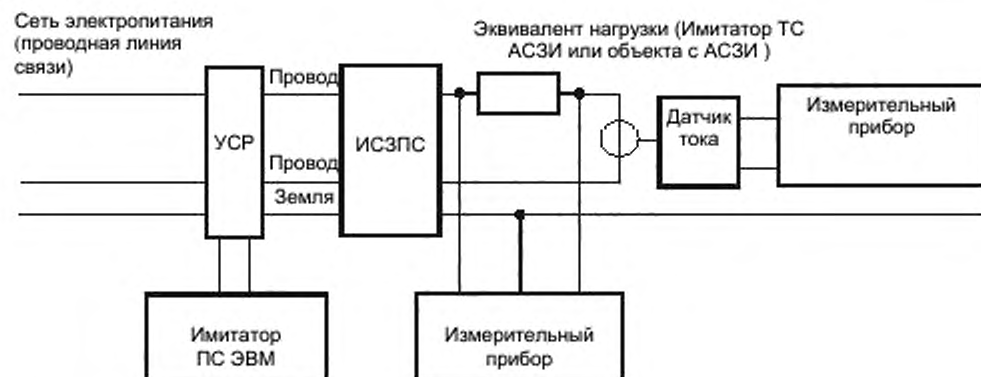 Сеть электропитания
(проводная линия
связи)
Эквивалент нагрузки (Имитатор ТС
АСЗИ или объекта с АСЗИ )
Провод
УСР
ИСЗПС
Провод
Земля
Датчик
тока
Измерительный
прибор
Имитатор
ПС ЭВМ
Измерительный
прибор